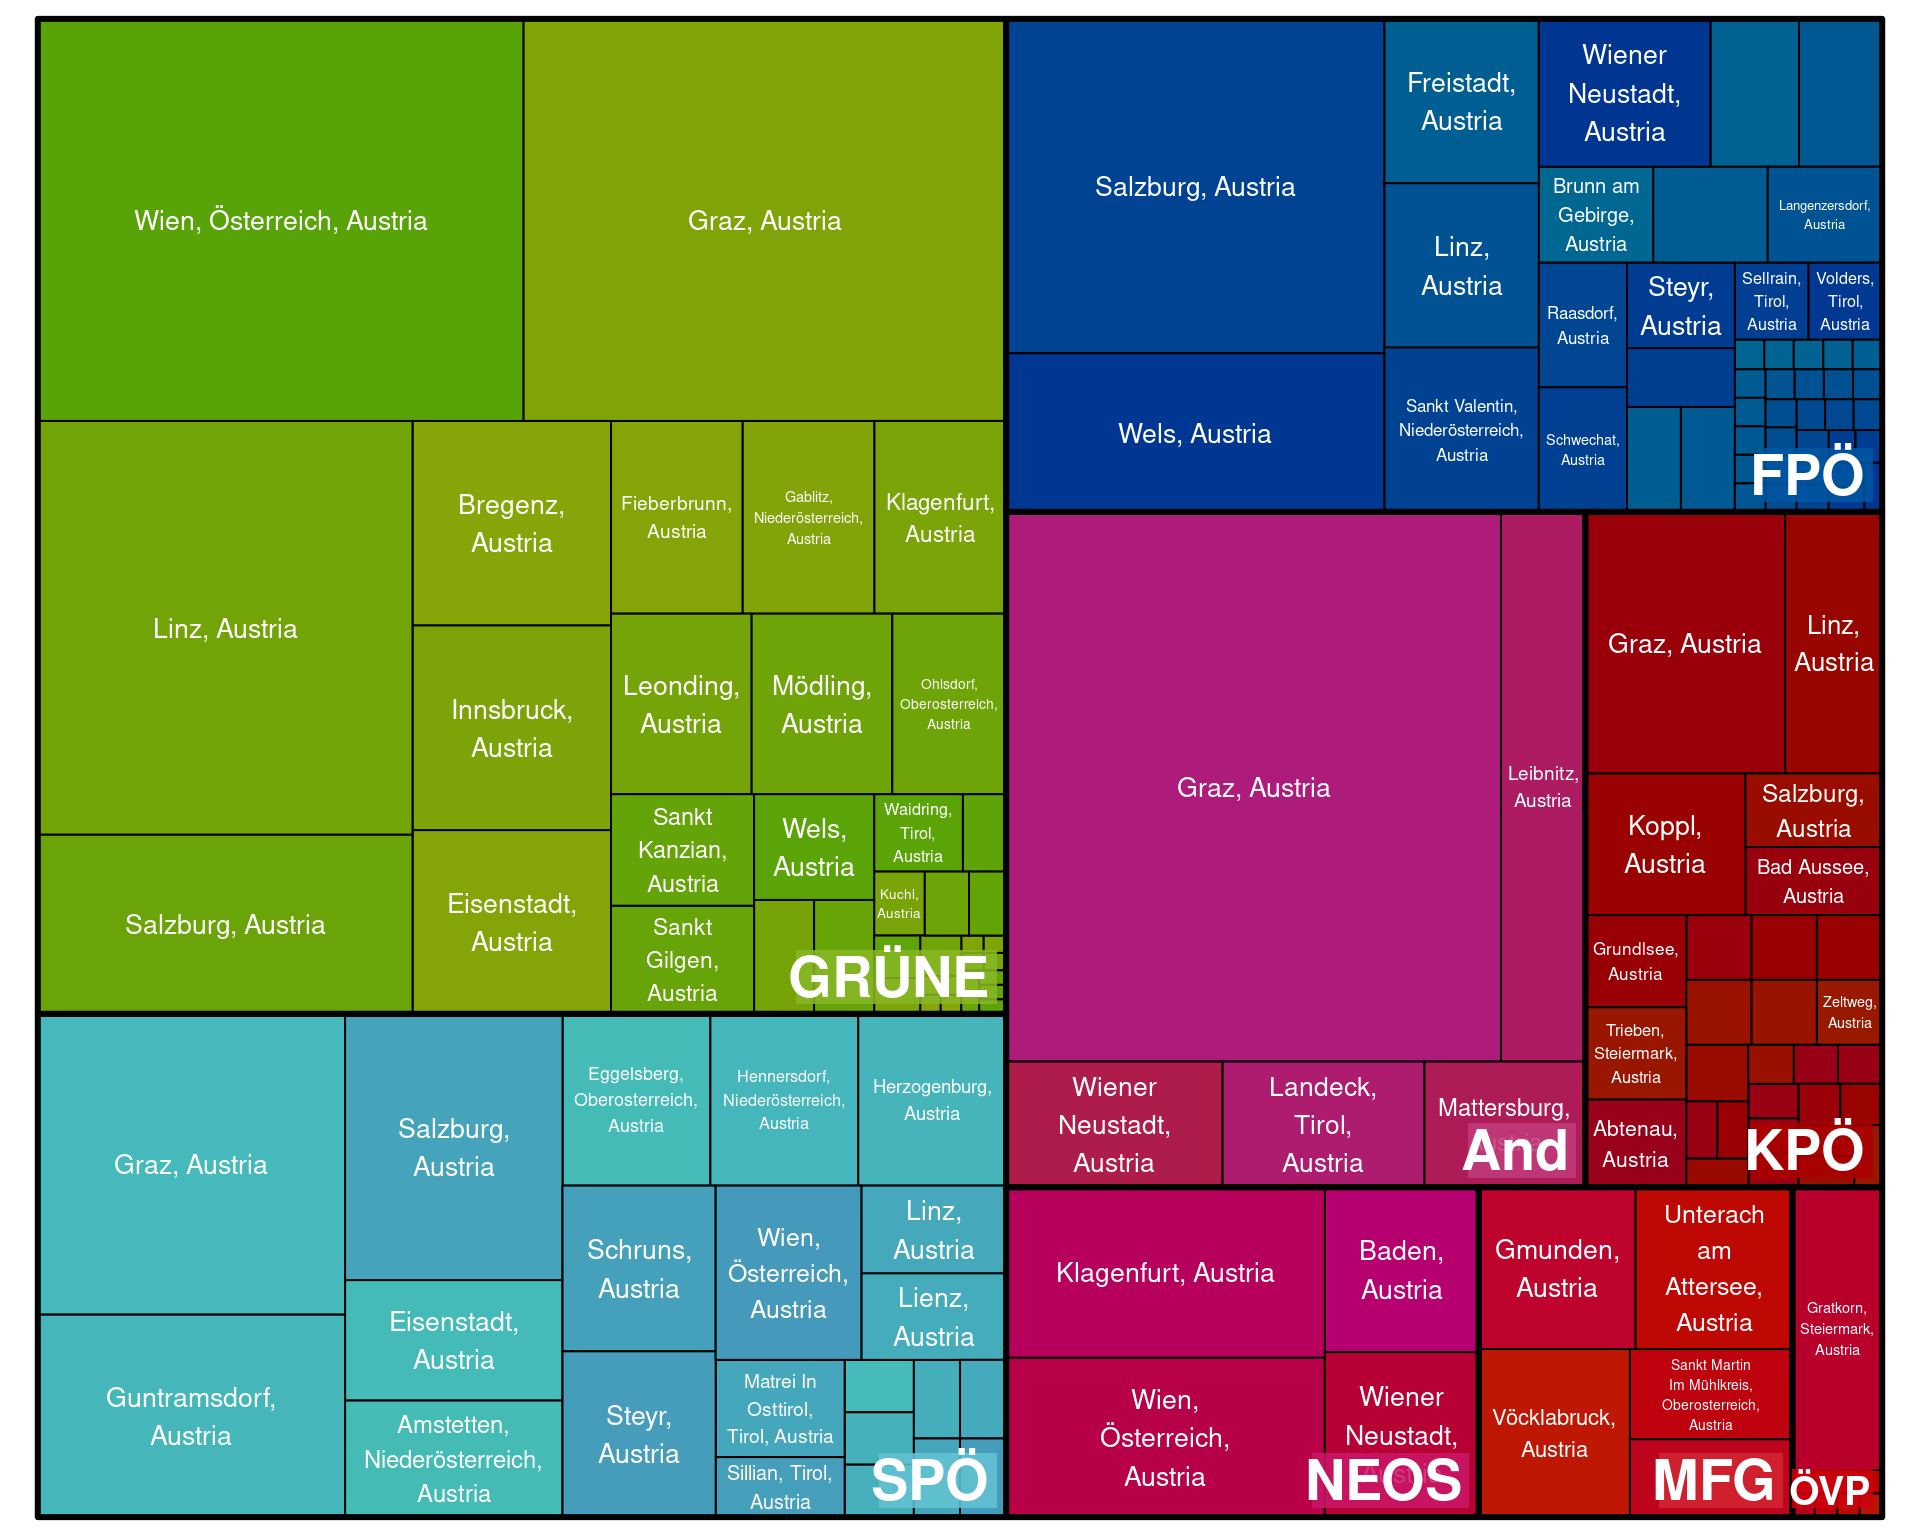 Wien, Österreich, Austria
Graz, Austria
Linz, Austria
Salzburg, Austria
Bregenz,
Austria
Innsbruck,
Austria
Eisenstadt,
Austria
Fieberbrunn,
Austria
Gablitz,
Niederösterreich,
Austria
Klagenfurt,
Austria
Leonding,
Austria
Mödling,
Austria
Ohlsdorf,
Oberosterreich,
Austria
Sankt
Kanzian,
Austria
Sankt
Gilgen,
Austria
Wels,
Austria
Waidring,
Tirol,
Austria
Kuchl,
Austria
GRÜNE
Graz, Austria
Guntramsdorf,
Austria
Salzburg,
Austria
Eisenstadt,
Austria
Amstetten,
Niederösterreich,
Austria
Eggelsberg,
Oberosterreich,
Austria
Hennersdorf,
Niederösterreich,
Austria
Herzogenburg,
Austria
Schruns,
Austria
Steyr,
Austria
Wien,
Österreich,
Austria
Linz,
Austria
Lienz,
Austria
Matrei In
Osttirol,
Tirol, Austria
Sillian, Tirol,
Austria
SPÖ
Salzburg, Austria
Wels, Austria
Freistadt,
Austria
Linz,
Austria
Sankt Valentin,
Niederösterreich,
Austria
Wiener
Neustadt,
Austria
Brunn am
Gebirge,
Austria
Langenzersdorf,
Austria
Raasdorf,
Austria
Schwechat,
Austria
Steyr,
Austria
Sellrain,
Tirol,
Austria
Volders,
Tirol,
Austria
FPÖ
Graz, Austria
Leibnitz,
Austria
Wiener
Neustadt,
Austria
Landeck,
Tirol,
Austria
Mattersburg,
Austria
And
Graz, Austria
Linz,
Austria
Koppl,
Austria
Salzburg,
Austria
Bad Aussee,
Austria
Grundlsee,
Austria
Trieben,
Steiermark,
Austria
Abtenau,
Austria
Zeltweg,
Austria
KPÖ
Klagenfurt, Austria
Wien,
Österreich,
Austria
Baden,
Austria
Wiener
Neustadt,
Austria
NEOS
Gmunden,
Austria
Unterach
am
Attersee,
Austria
Vöcklabruck,
Austria
Sankt Martin
Im Mühlkreis,
Oberosterreich,
Austria
MFG
Gratkorn,
Steiermark,
Austria
ÖVP